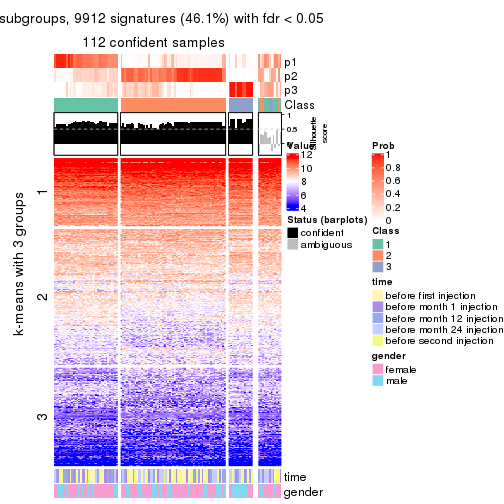 subgroups, 9912 signatures (46.1%) with fdr < 0.05
112 confident samples
p1
p2
p3
Class
1
0.5
0
Silhouette
score
k-means with 3 groups
1
2
3
Value
12
10
8
6
4
Status (barplots)
confident
ambiguous
Prob
1
0.8
0.6
0.4
0.2
0
Class
1
2
3
time
before first injection
before month 1 injection
before month 12 injection
before month 24 injection
before second injection
gender
female
male
time
gender